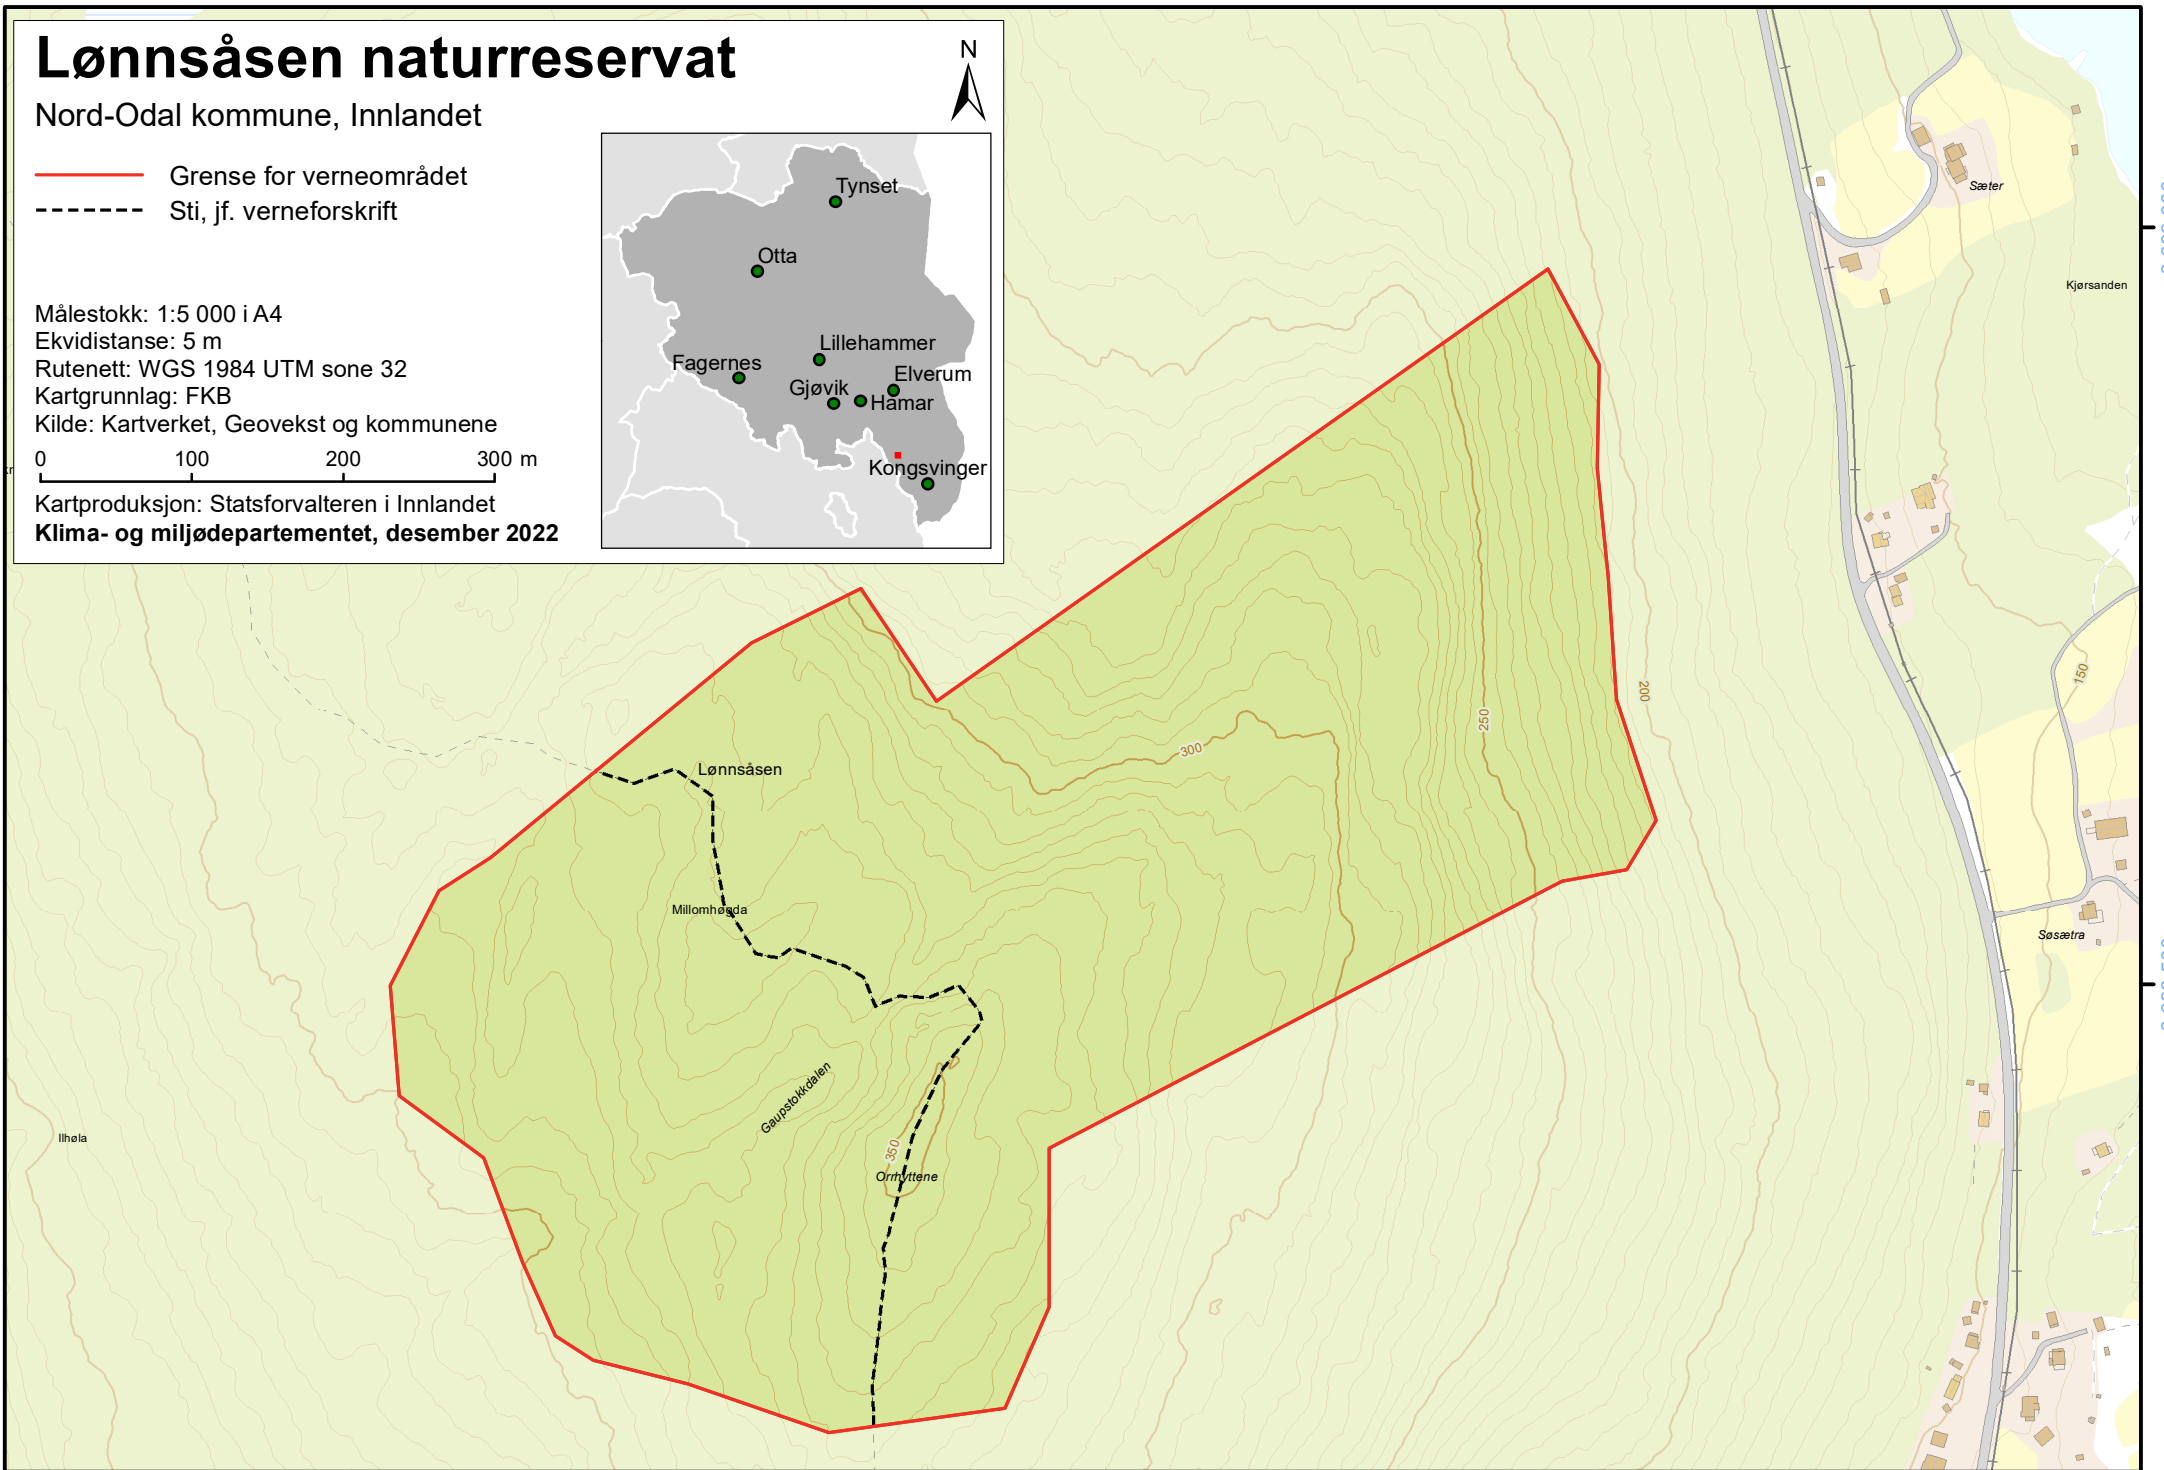 Lønnsåsen naturreservat
Nord-Odal kommune, Innlandet
N
Grense for verneområdet
Sti, jf. verneforskrift
Målestokk: 1:5 000 i A4
Ekvidistanse: 5 m
Rutenett: WGS 1984 UTM sone 32
Kartgrunnlag: FKB
Kilde: Kartverket, Geovekst og kommunene
0 100 200 300 m
Kartproduksjon: Statsforvalteren i Innlandet
Klima- og miljødepartementet, desember 2022
Tynset
Otta
Lillehammer
Fagernes
Elverum
Gjøvik
Hamar
Kongsvinger
Sæter
Kjørsanden
200
150
250
300
Lønnsåsen
Millomhøgda
Søsætra
Gaupstokkdalen
Ilhøla
350
Orrhyttene